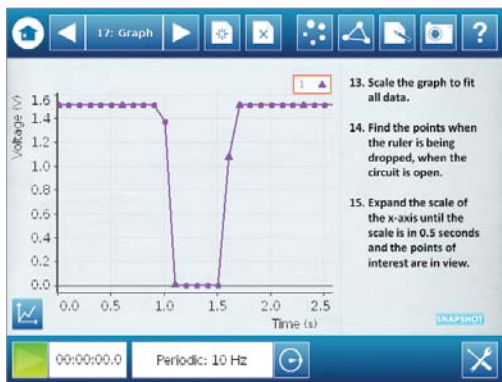 17: Graph
?
1
13. Scale the graph to fit
all data.
14. Find the points when
the ruler is being
dropped, when the
circuit is open.
15. Expand the scale of
the x-axis until the
scale is in 0.5 seconds
and the points of
interest are in view.
Voltage (V)
1.6
1.4
1.2
1.0
0.8
0.6
0.4
0.2
0.0
0.0 0.5 1.0 1.5 2.0 2.5
Time (s)
SNAPSHOT
00:00:00.0 Periodic: 10 Hz